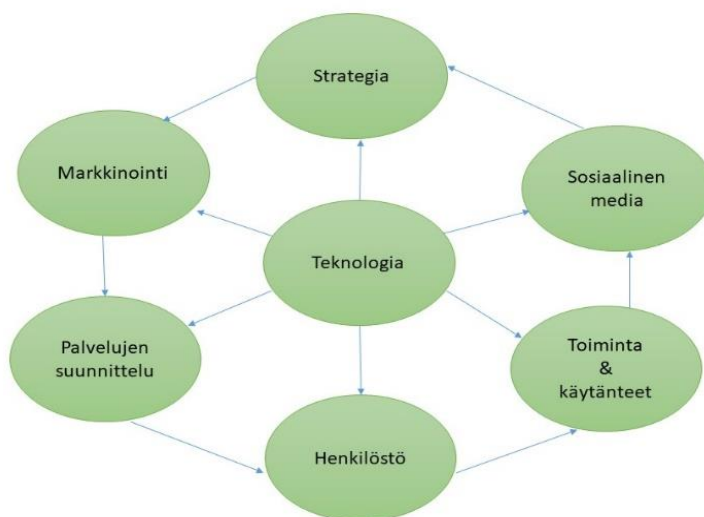 Strategia
Markkinointi
Sosiaalinen
media
Teknologia
Palvelujen
suunnittelu
Toiminta
&
käytänteet
Henkilöstö